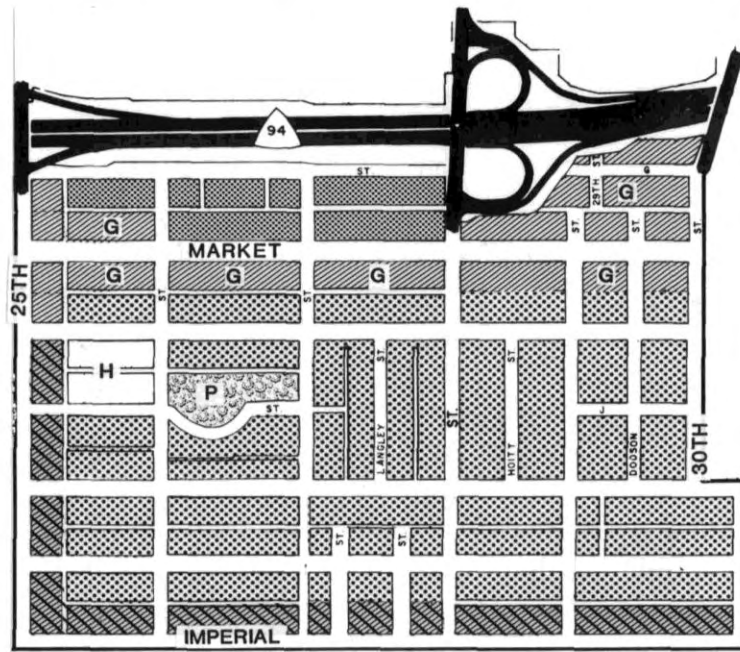 94
ST.
G
29TH ST.
G
G
ST.
ST.
ST.
MARKET
25TH
G
G
G
G
ST
ST
H
P
ST.
ST
ST
LANGLEY
ST.
HOITT
J
DODSON
30TH
ST.
ST.
IMPERIAL